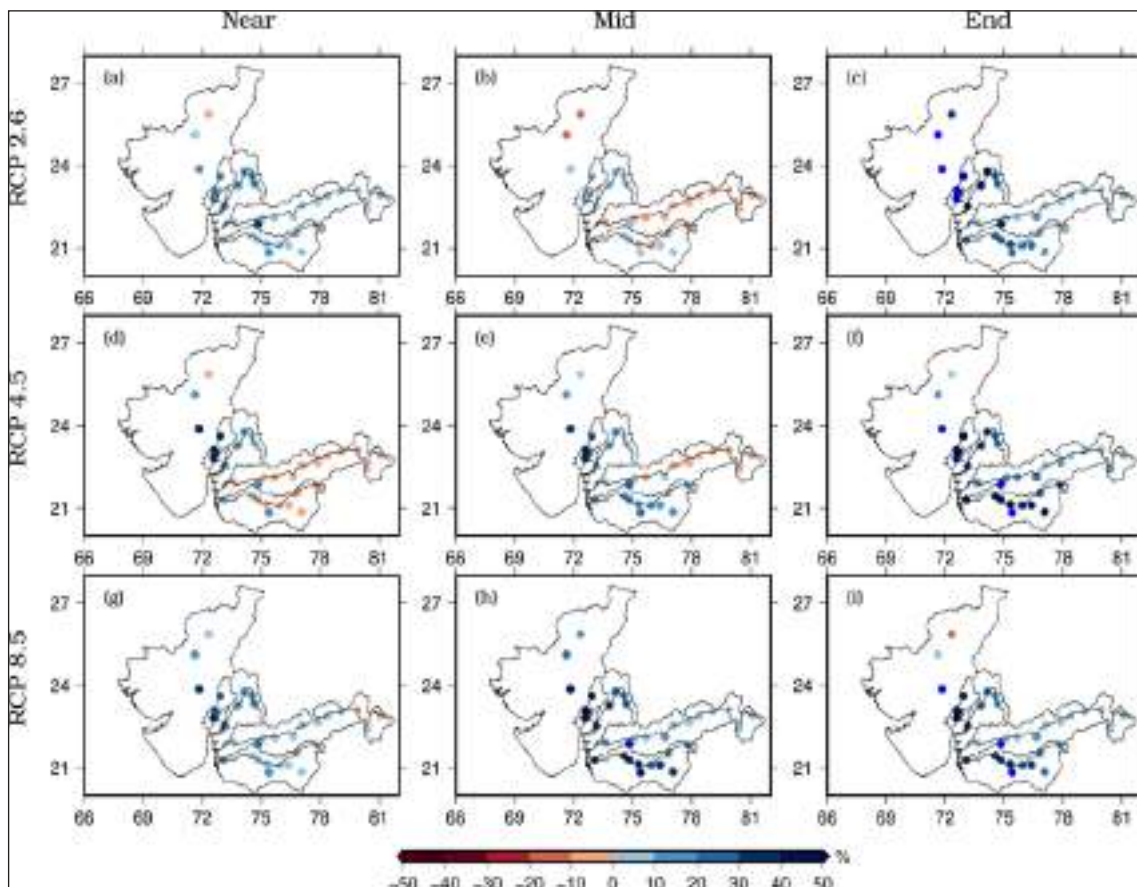 Near Mid End
RCP 2.6
(a) (b) (c)
27 27 27
24 24 24
21 21 21
66 69 72 75 78 81 66 69 72 75 78 81 66 69 72 75 78 81
RCP 4.5
(d) (e) (f)
27 27 27
24 24 24
21 21 21
66 69 72 75 78 81 66 69 72 75 78 81 66 69 72 75 78 81
RCP 8.5
(g) (h) (i)
27 27 27
24 24 24
21 21 21
66 69 72 75 78 81 66 69 72 75 78 81 66 69 72 75 78 81
%
-50 -40 -30 -20 -10 0 10 20 30 40 50